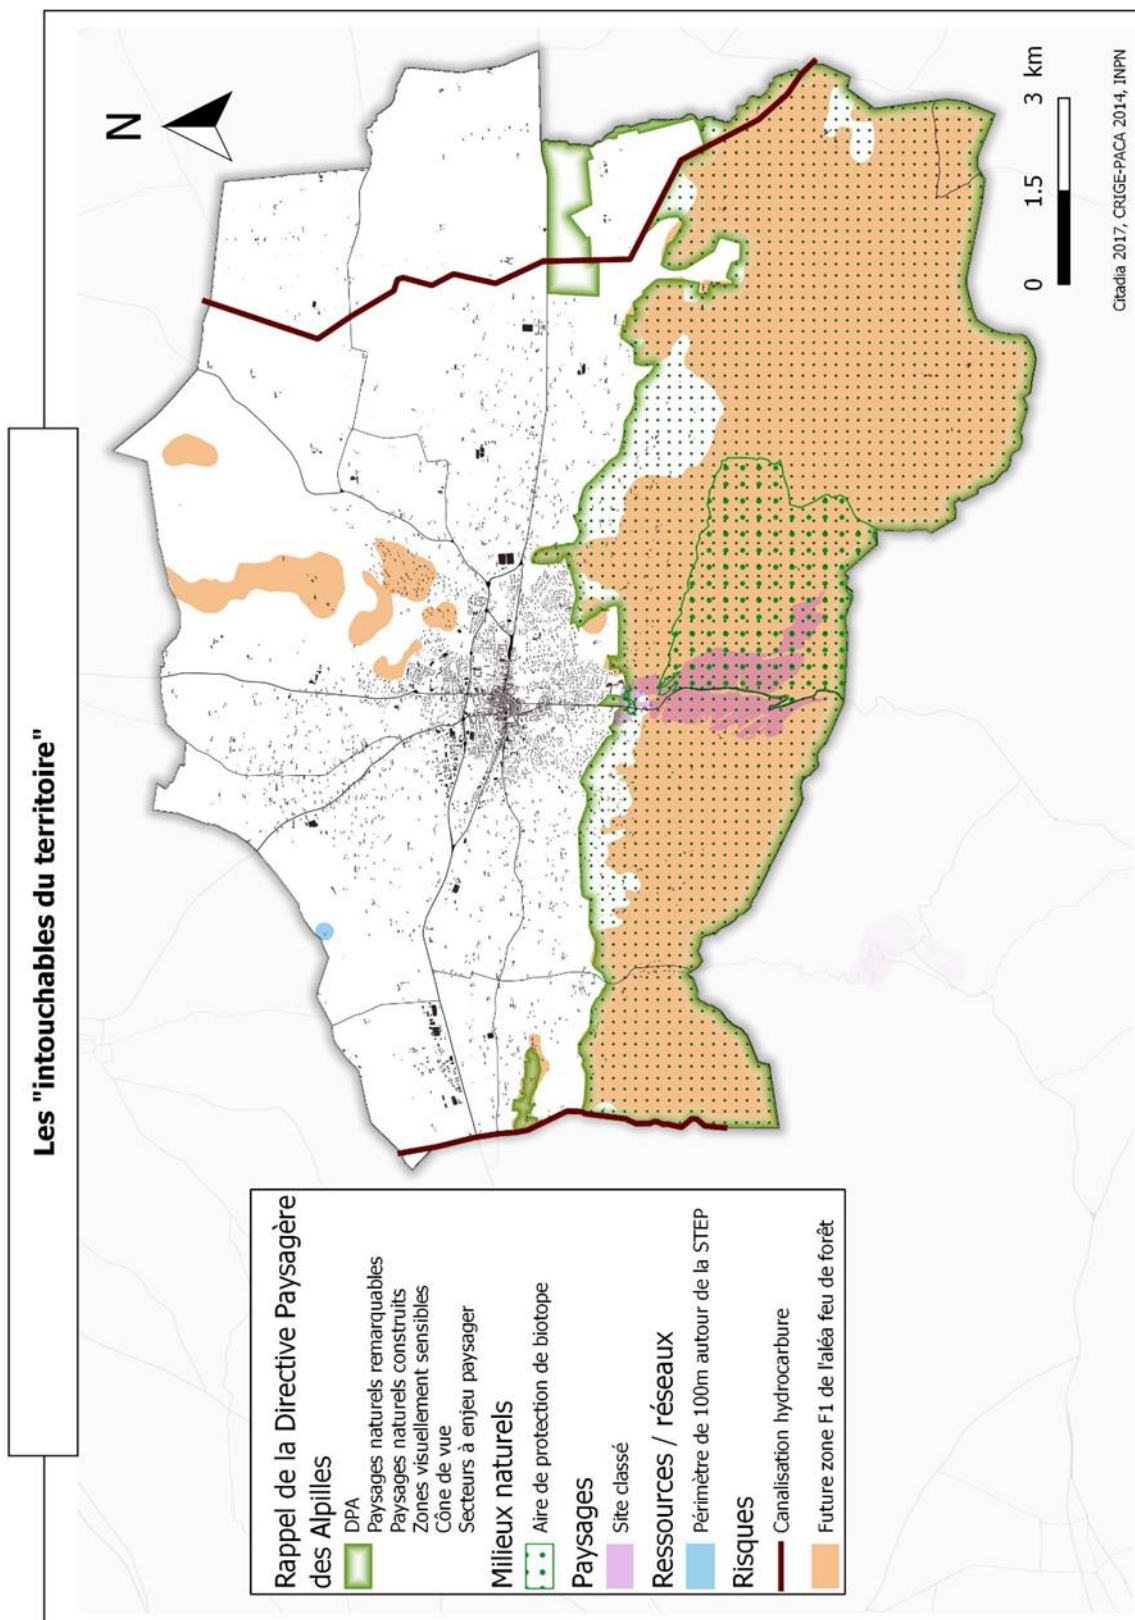 Les "intouchables du territoire"
N
Rappel de la Directive Paysagère
des Alpilles
DPA
Paysages naturels remarquables
Paysages naturels construits
Zones visuellement sensibles
Cône de vue
Secteurs à enjeu paysager
Milieux naturels
Aire de protection de biotope
Paysages
Site classé
Ressources / réseaux
Périmètre de 100m autour de la STEP
Risques
Canalisation hydrocarbure
Future zone F1 de l'aléa feu de forêt
0 1.5 3 km
Citadia 2017, CRIGE-PACA 2014, INPN